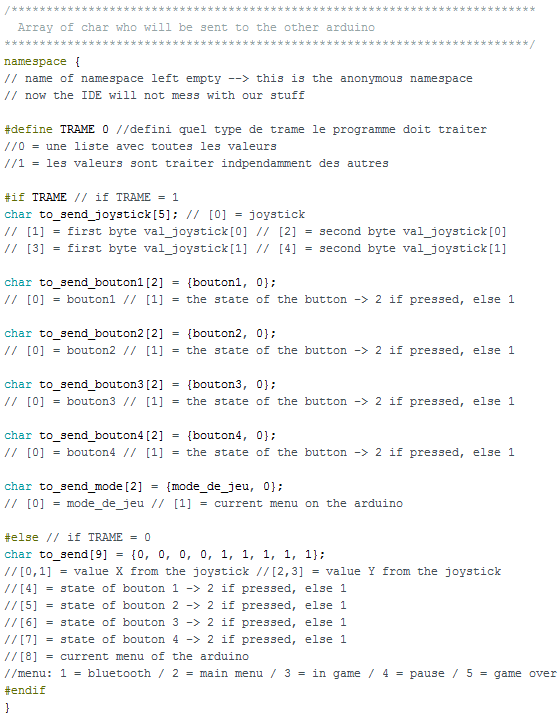 /***************************************************************************
Array of char who will be sent to the other arduino
***************************************************************************/
namespace {
// name of namespace left empty --> this is the anonymous namespace
// now the IDE will not mess with our stuff
#define TRAME 0 //defini quel type de trame le programme doit traiter
//0 = une liste avec toutes les valeurs
//1 = les valeurs sont traiter indpendamment des autres
#if TRAME // if TRAME = 1
char to_send_joystick[5]; // [0] = joystick
// [1] = first byte val_joystick[0] // [2] = second byte val_joystick[0]
// [3] = first byte val_joystick[1] // [4] = second byte val_joystick[1]
char to_send_bouton1[2] = {bouton1, 0};
// [0] = bouton1 // [1] = the state of the button -> 2 if pressed, else 1
char to_send_bouton2[2] = {bouton2, 0};
// [0] = bouton2 // [1] = the state of the button -> 2 if pressed, else 1
char to_send_bouton3[2] = {bouton3, 0};
// [0] = bouton3 // [1] = the state of the button -> 2 if pressed, else 1
char to_send_bouton4[2] = {bouton4, 0};
// [0] = bouton4 // [1] = the state of the button -> 2 if pressed, else 1
char to_send_mode[2] = {mode_de_jeu, 0};
// [0] = mode_de_jeu // [1] = current menu on the arduino
#else // if TRAME = 0
char to_send[9] = {0, 0, 0, 0, 1, 1, 1, 1, 1};
//[0,1] = value X from the joystick //[2,3] = value Y from the joystick
//[4] = state of bouton 1 -> 2 if pressed, else 1
//[5] = state of bouton 2 -> 2 if pressed, else 1
//[6] = state of bouton 3 -> 2 if pressed, else 1
//[7] = state of bouton 4 -> 2 if pressed, else 1
//[8] = current menu of the arduino
//menu: 1 = bluetooth / 2 = main menu / 3 = in game / 4 = pause / 5 = game over
#endif
}